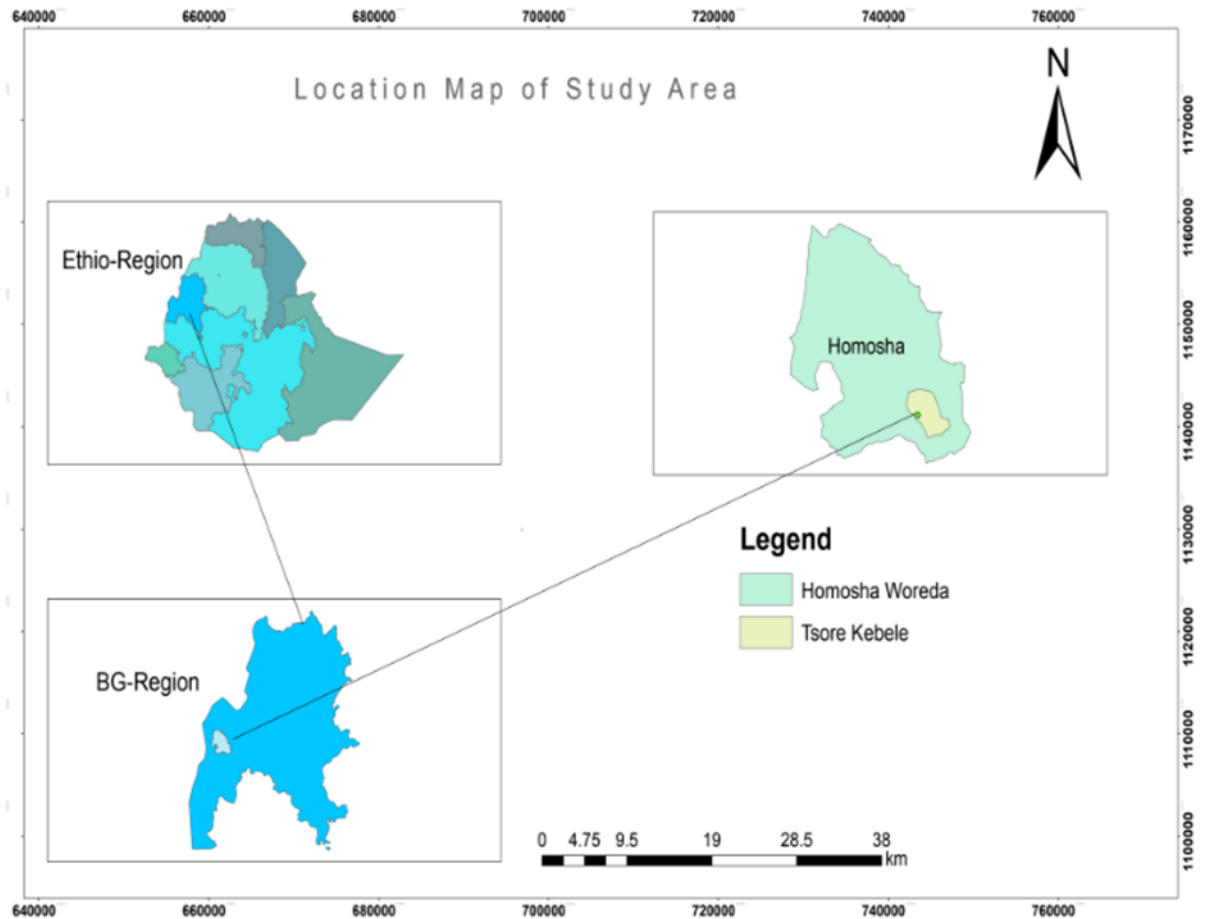 640000 660000 680000 700000 720000 740000 760000
N
Location Map of Study Area
1170000
1160000
Ethio-Region
1150000
Homosha
1140000
1130000
Legend
Homosha Woreda
Tsore Kebele
1120000
BG-Region
1110000
0 4.75 9.5 19 28.5 38
km
1100000
640000 660000 680000 700000 720000 740000 760000